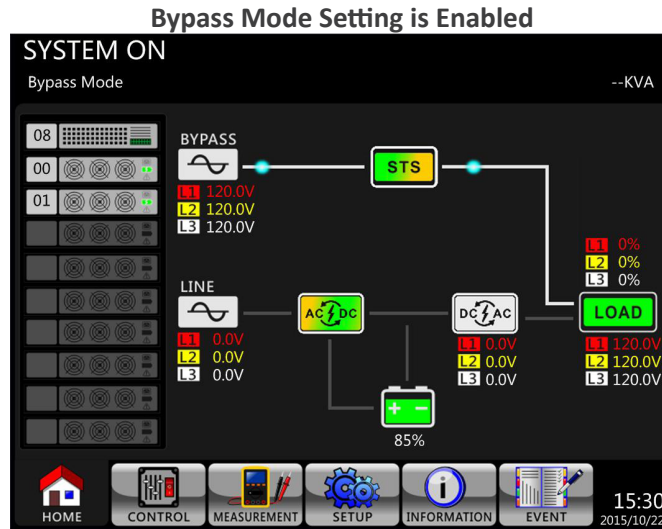 Bypass Mode Setting is Enabled
SYSTEM ON
Bypass Mode
--KVA
08
00
01
BYPASS
L1 120.0V
L2 120.0V
L3 120.0V
STS
L1 0%
L2 0%
L3 0%
LINE
L1 0.0V
L2 0.0V
L3 0.0V
AC DC
DC AC
L1 0.0V
L2 0.0V
L3 0.0V
LOAD
L1 120.0V
L2 120.0V
L3 120.0V
+ -
85%
HOME
CONTROL
MEASUREMENT
SETUP
INFORMATION
EVENT
15:30